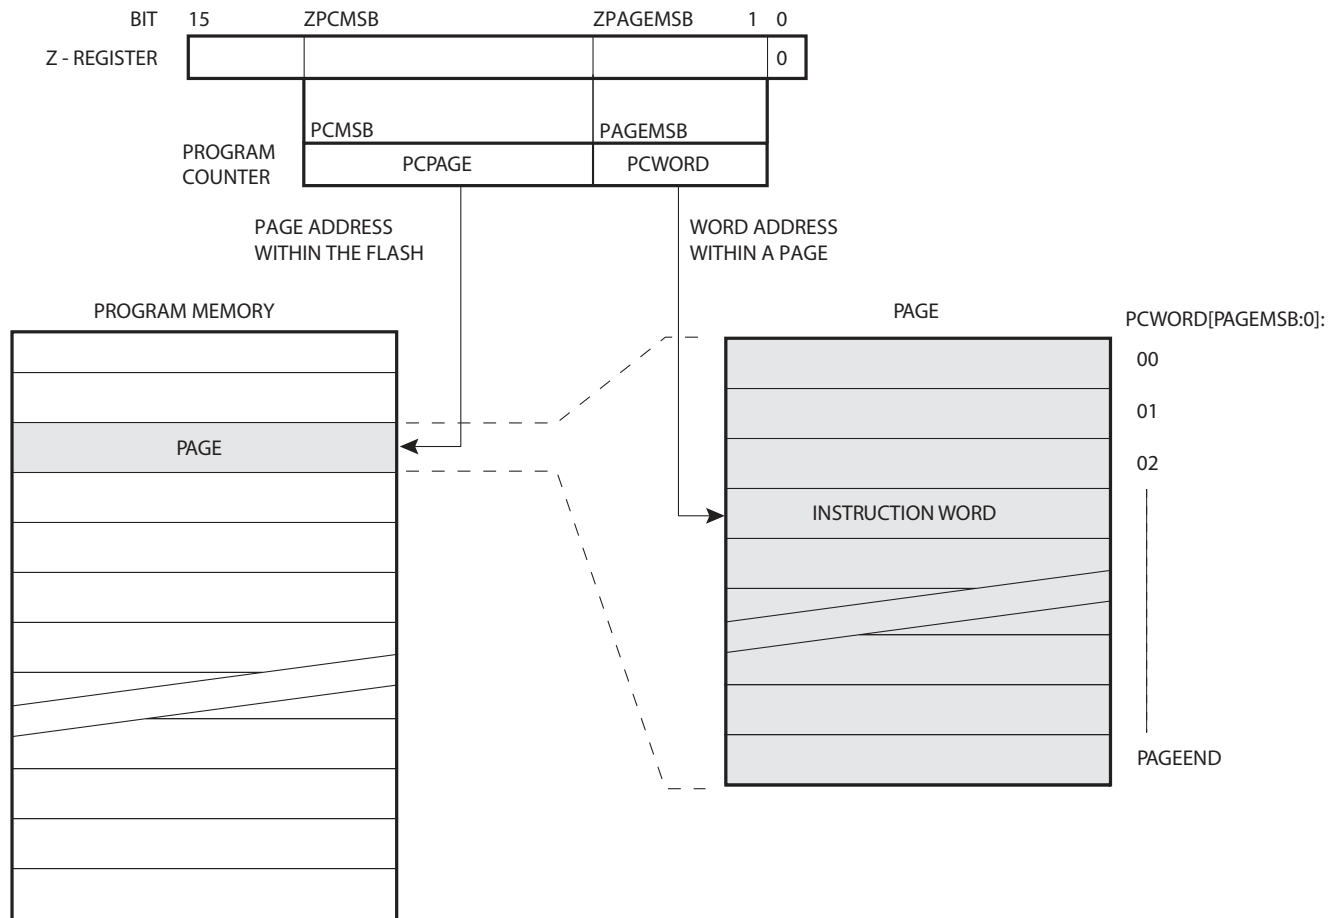 BIT 15 ZPCMSB ZPAGEMSB 1 0
Z - REGISTER 0
PCMSB PAGEMSB
PROGRAM
COUNTER
PCPAGE PCWORD
PAGE ADDRESS
WITHIN THE FLASH
WORD ADDRESS
WITHIN A PAGE
PROGRAM MEMORY
PAGE
PAGE
PCWORD[PAGEMSB:0]:
00
01
02
INSTRUCTION WORD
PAGEEND